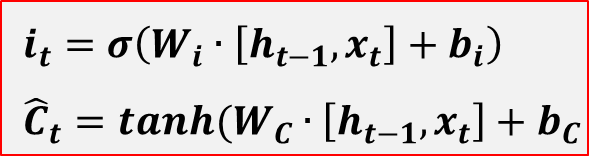 i_t = σ(W_i · [h_{t−1}, x_t] + b_i)
Ĉ_t = tanh(W_C · [h_{t−1}, x_t] + b_C